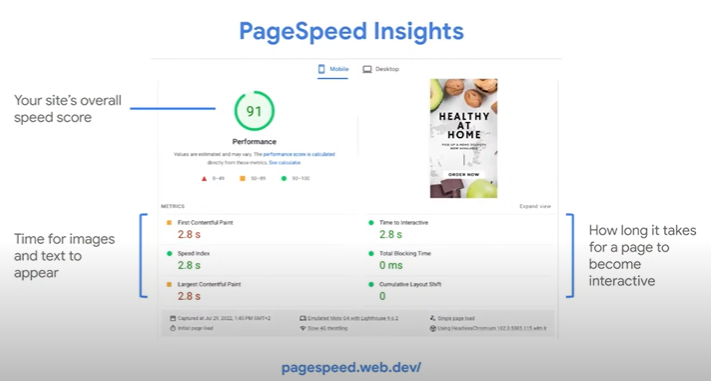 PageSpeed Insights
Mobile
Desktop
Your site's overall
speed score
91
Performance
Values are estimated and may vary. The performance score is calculated
directly from these metrics. See calculator.
0–49
50–89
90–100
HEALTHY
AT
HOME
ORDER NOW
METRICS
Expand view
Time for images
and text to
appear
First Contentful Paint
2.8 s
Time to Interactive
2.8 s
Speed Index
2.8 s
Total Blocking Time
0 ms
Largest Contentful Paint
2.8 s
Cumulative Layout Shift
0
How long it takes
for a page to
become
interactive
Captured at Jul 29, 2022, 1:45 PM GMT+2
Emulated Moto G4 with Lighthouse 9.6.2
Single page load
Initial page load
Slow 4G throttling
Using HeadlessChromium 102.0.5005.115 with lr
pagespeed.web.dev/